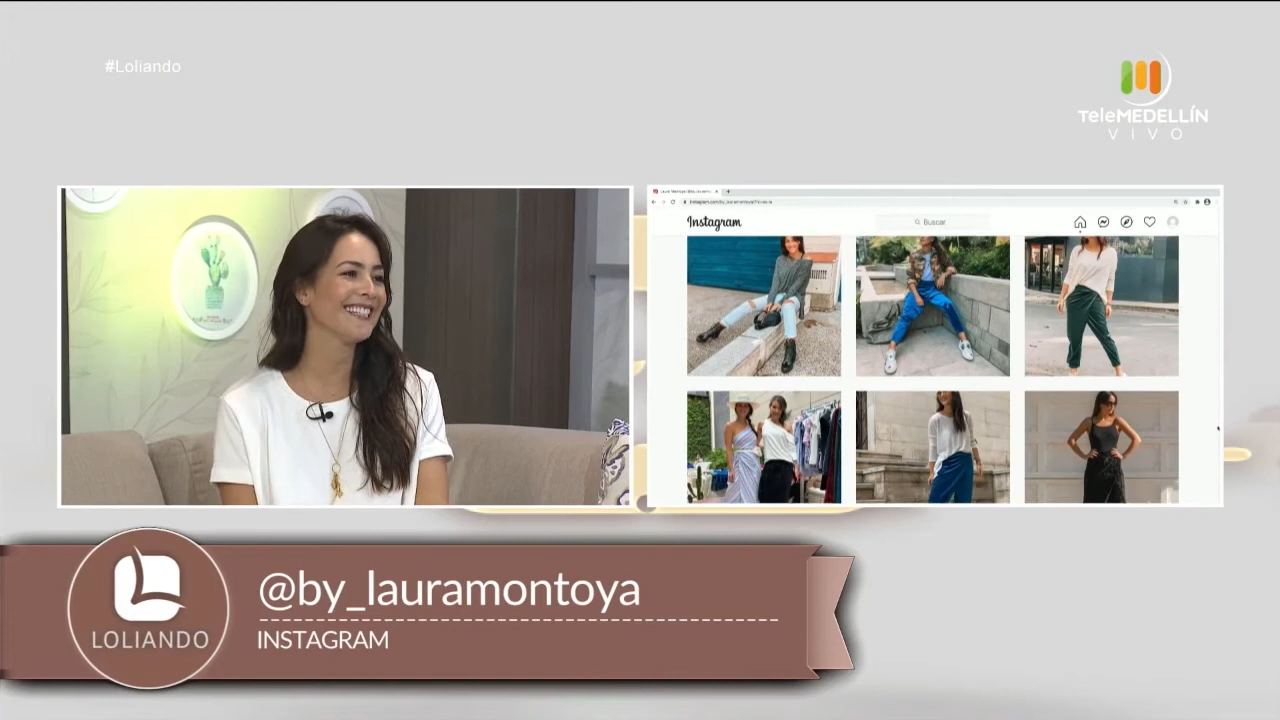 #Loliando
TeleMEDELLÍN
VIVO
Instagram
Buscar
@by_lauramontoya
INSTAGRAM
LOLIANDO